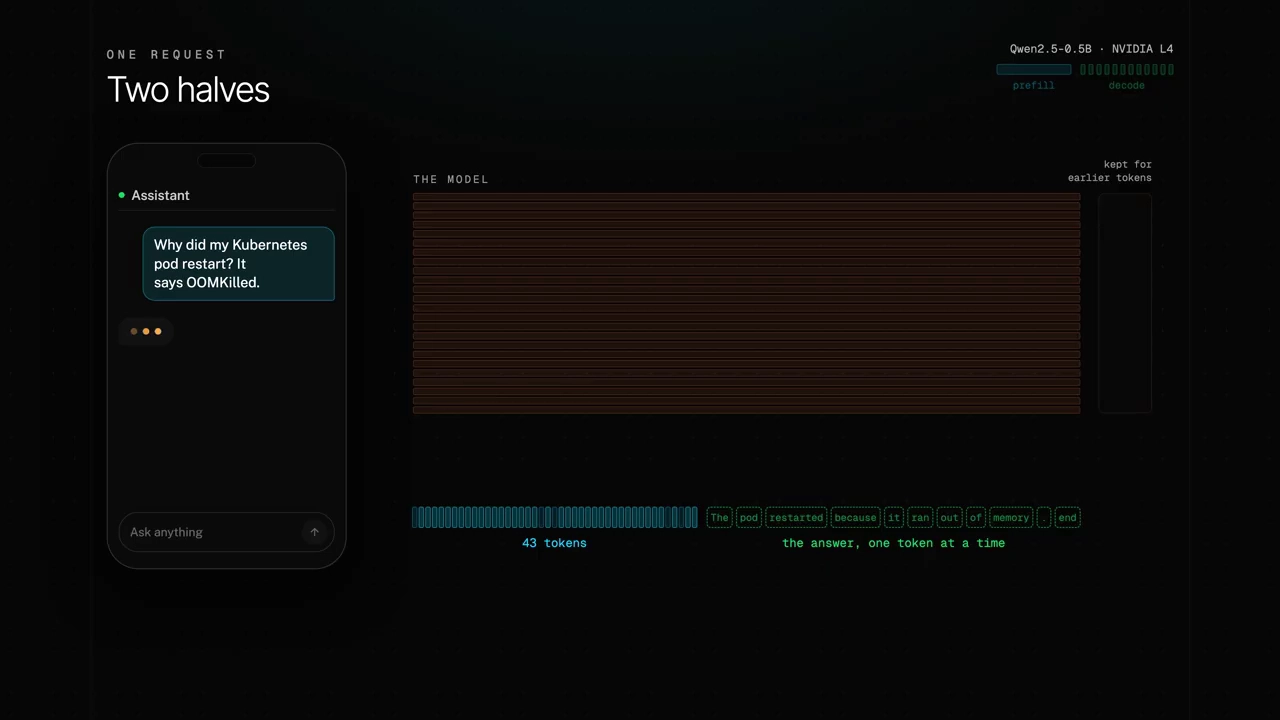 ONE REQUEST
Two halves
Qwen2.5-0.5B · NVIDIA L4
prefill
decode
Assistant
Why did my Kubernetes
pod restart? It
says OOMKilled.
Ask anything
THE MODEL
kept for
earlier tokens
The pod restarted because it ran out of memory . end
43 tokens
the answer, one token at a time